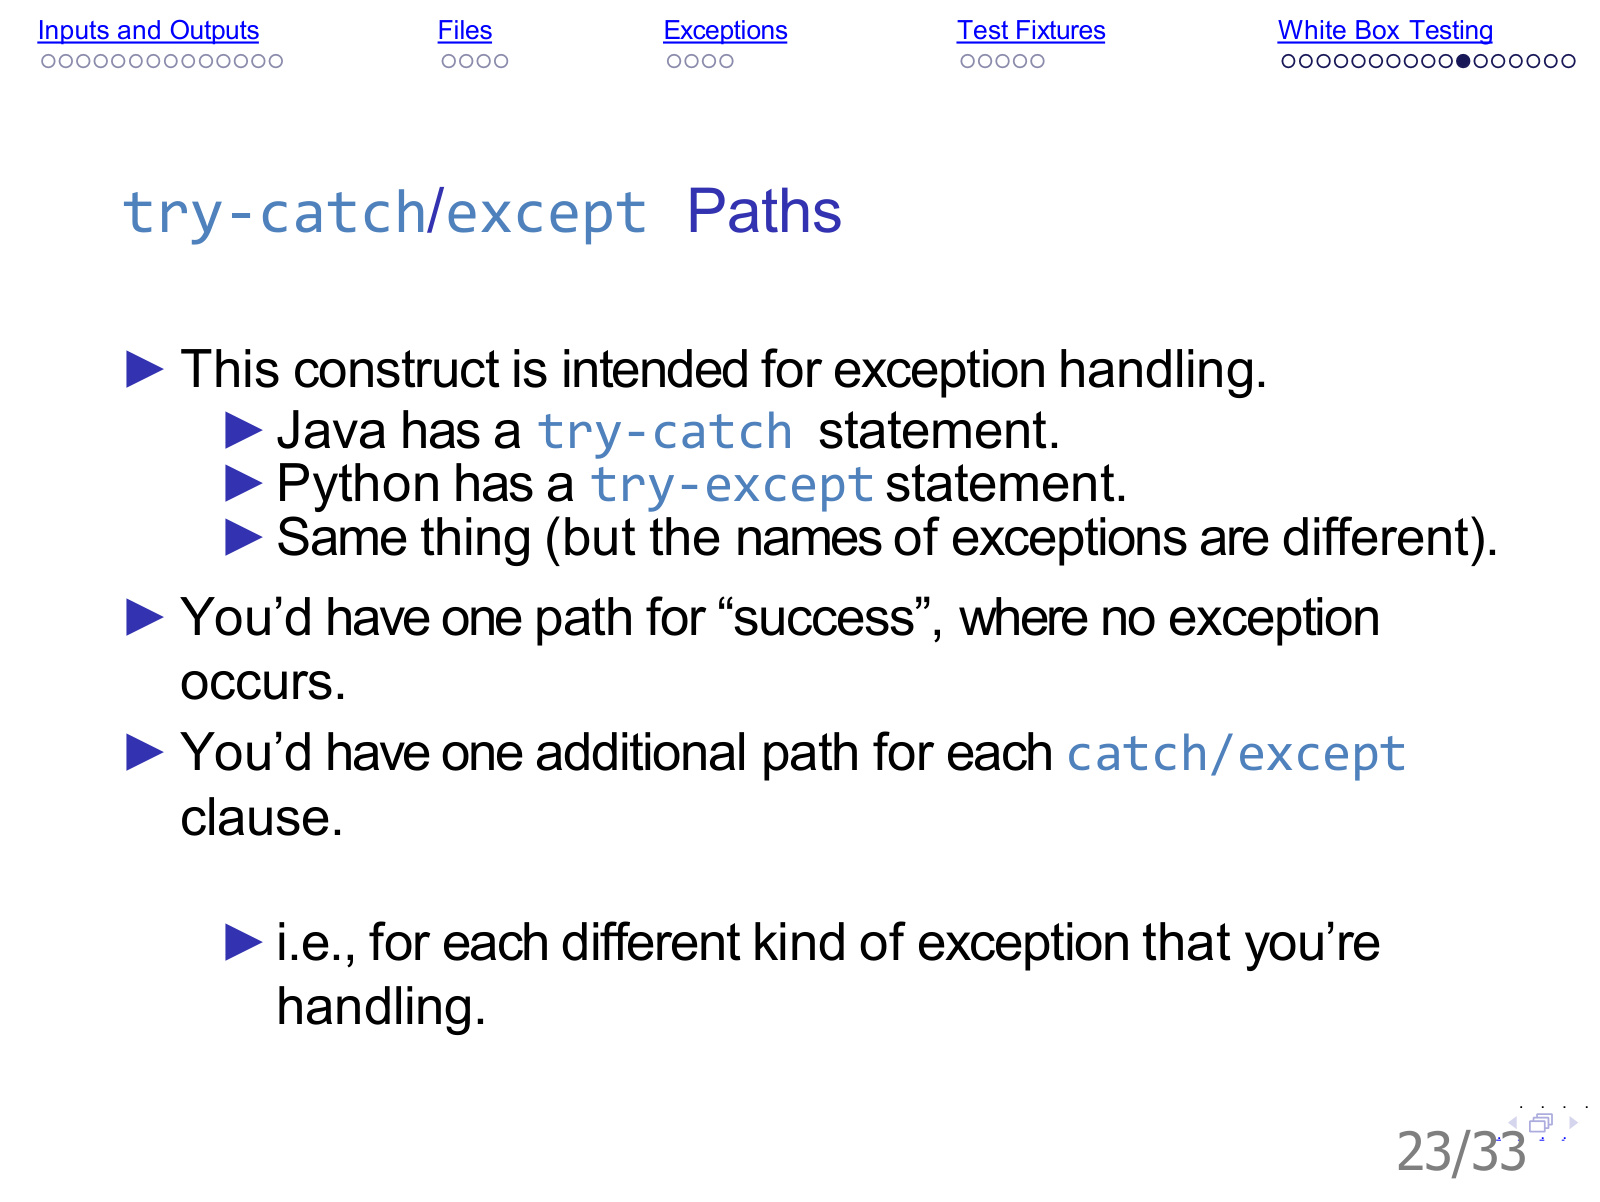 Inputs and Outputs Files Exceptions Test Fixtures White Box Testing
try-catch/except Paths
► This construct is intended for exception handling.
► Java has a try-catch statement.
► Python has a try-except statement.
► Same thing (but the names of exceptions are different).
► You’d have one path for “success”, where no exception
occurs.
► You’d have one additional path for each catch/except
clause.
► i.e., for each different kind of exception that you’re
handling.
23/33